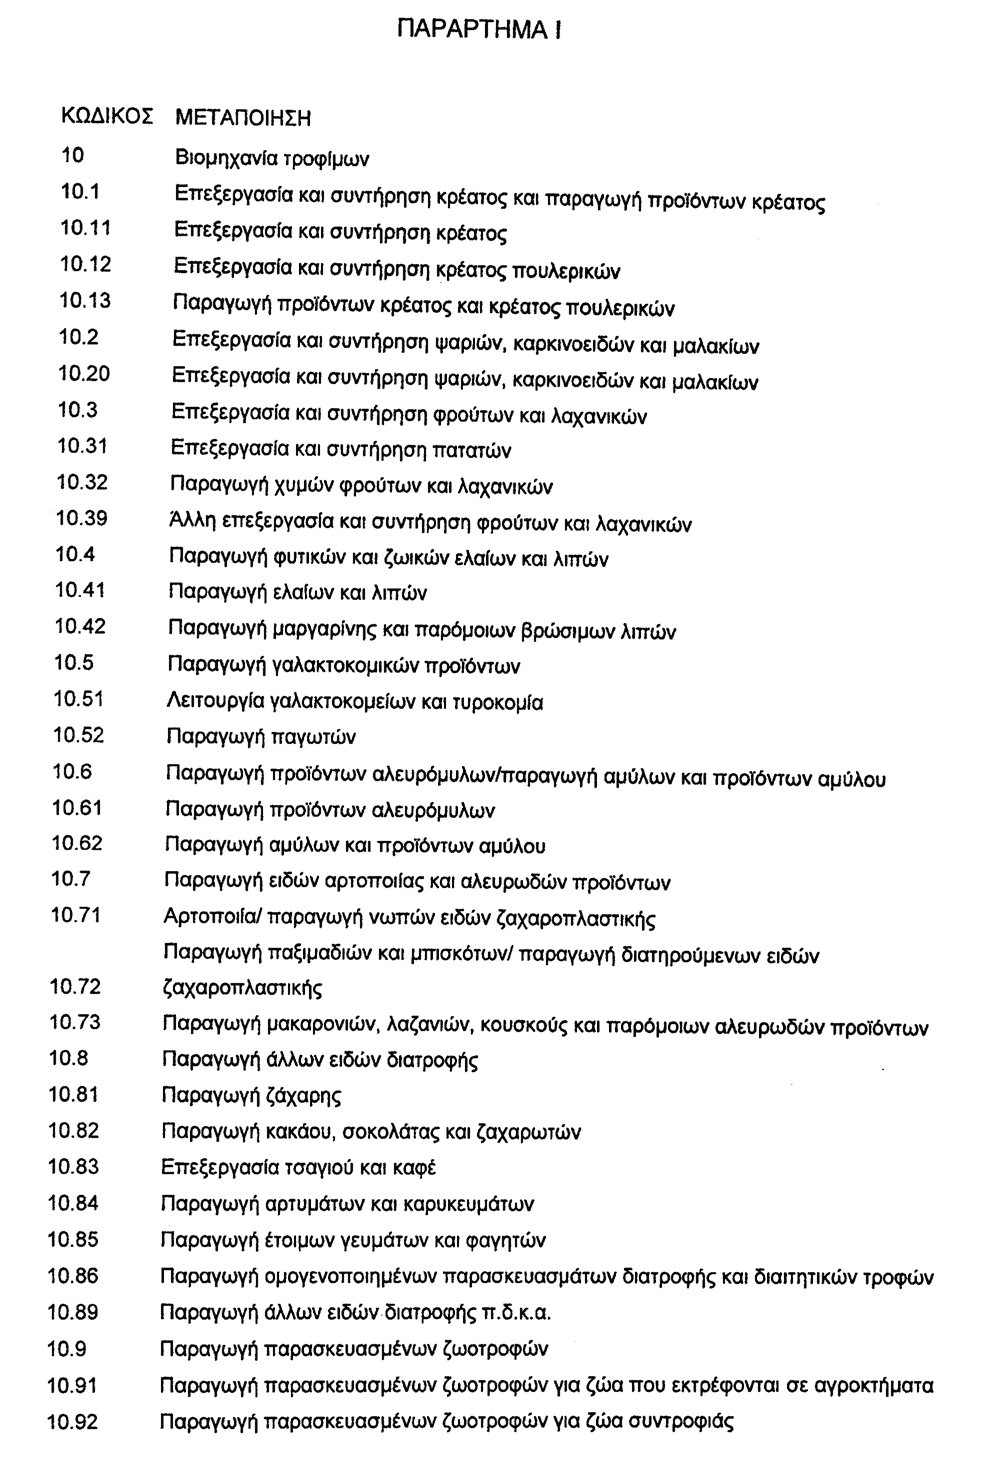 ΠΑΡΑΡΤΗΜΑ Ι
ΚΩΔΙΚΟΣ ΜΕΤΑΠΟΙΗΣΗ
10 Βιομηχανία τροφίμων
10.1 Επεξεργασία και συντήρηση κρέατος και παραγωγή προϊόντων κρέατος
10.11 Επεξεργασία και συντήρηση κρέατος
10.12 Επεξεργασία και συντήρηση κρέατος πουλερικών
10.13 Παραγωγή προϊόντων κρέατος και κρέατος πουλερικών
10.2 Επεξεργασία και συντήρηση ψαριών, καρκινοειδών και μαλακίων
10.20 Επεξεργασία και συντήρηση ψαριών, καρκινοειδών και μαλακίων
10.3 Επεξεργασία και συντήρηση φρούτων και λαχανικών
10.31 Επεξεργασία και συντήρηση πατατών
10.32 Παραγωγή χυμών φρούτων και λαχανικών
10.39 Άλλη επεξεργασία και συντήρηση φρούτων και λαχανικών
10.4 Παραγωγή φυτικών και ζωικών ελαίων και λιπών
10.41 Παραγωγή ελαίων και λιπών
10.42 Παραγωγή μαργαρίνης και παρόμοιων βρώσιμων λιπών
10.5 Παραγωγή γαλακτοκομικών προϊόντων
10.51 Λειτουργία γαλακτοκομείων και τυροκομία
10.52 Παραγωγή παγωτών
10.6 Παραγωγή προϊόντων αλευρόμυλων/παραγωγή αμύλων και προϊόντων αμύλου
10.61 Παραγωγή προϊόντων αλευρόμυλων
10.62 Παραγωγή αμύλων και προϊόντων αμύλου
10.7 Παραγωγή ειδών αρτοποιίας και αλευρωδών προϊόντων
10.71 Αρτοποιία/ παραγωγή νωπών ειδών ζαχαροπλαστικής
Παραγωγή παξιμαδιών και μπισκότων/ παραγωγή διατηρούμενων ειδών
10.72 ζαχαροπλαστικής
10.73 Παραγωγή μακαρονιών, λαζανιών, κουσκούς και παρόμοιων αλευρωδών προϊόντων
10.8 Παραγωγή άλλων ειδών διατροφής
10.81 Παραγωγή ζάχαρης
10.82 Παραγωγή κακάου, σοκολάτας και ζαχαρωτών
10.83 Επεξεργασία τσαγιού και καφέ
10.84 Παραγωγή αρτυμάτων και καρυκευμάτων
10.85 Παραγωγή έτοιμων γευμάτων και φαγητών
10.86 Παραγωγή ομογενοποιημένων παρασκευασμάτων διατροφής και διαιτητικών τροφών
10.89 Παραγωγή άλλων ειδών διατροφής π.δ.κ.α.
10.9 Παραγωγή παρασκευασμένων ζωοτροφών
10.91 Παραγωγή παρασκευασμένων ζωοτροφών για ζώα που εκτρέφονται σε αγροκτήματα
10.92 Παραγωγή παρασκευασμένων ζωοτροφών για ζώα συντροφιάς